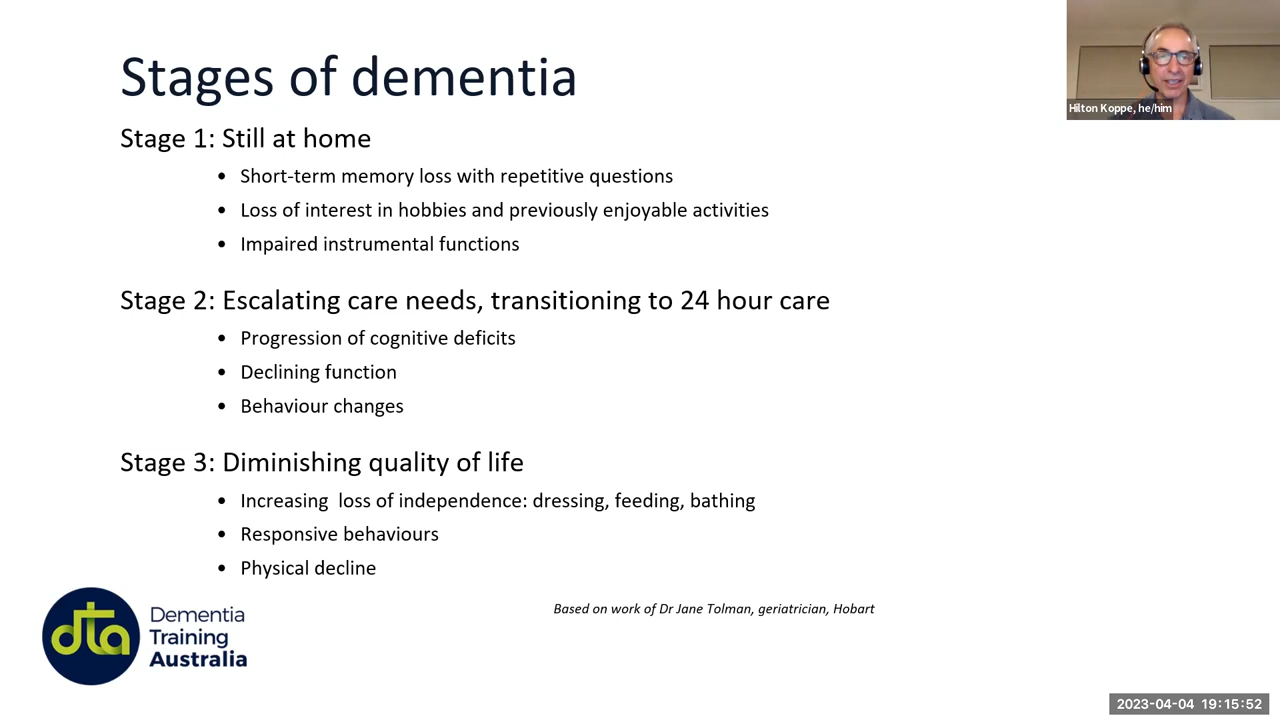 Stages of dementia
Hilton Koppe, he/him
Stage 1: Still at home
• Short-term memory loss with repetitive questions
• Loss of interest in hobbies and previously enjoyable activities
• Impaired instrumental functions
Stage 2: Escalating care needs, transitioning to 24 hour care
• Progression of cognitive deficits
• Declining function
• Behaviour changes
Stage 3: Diminishing quality of life
• Increasing  loss of independence: dressing, feeding, bathing
• Responsive behaviours
• Physical decline
Based on work of Dr Jane Tolman, geriatrician, Hobart
dta
Dementia
Training
Australia
2023-04-04 19:15:52